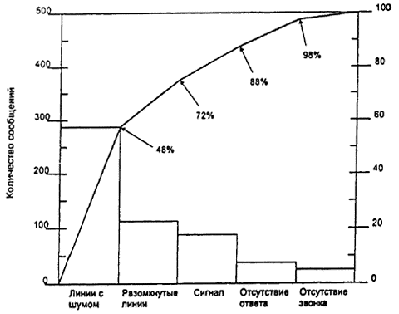 500
400
300
200
100
0
Количество сообщений
100
80
60
40
20
0
48%
72%
88%
98%
Линии с шумом
Разомкнутые линии
Сигнал
Отсутствие ответа
Отсутствие звонка